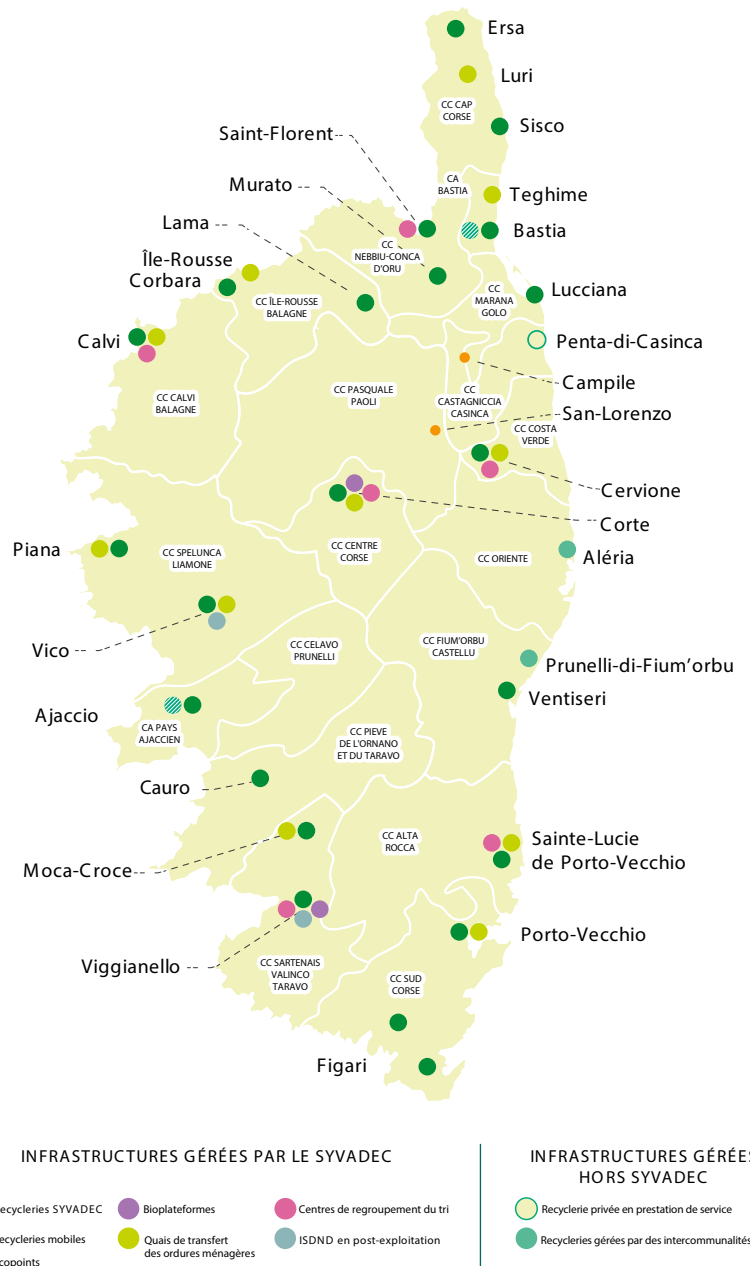 Ersa
Luri
CC CAP
CORSE
Sisco
Saint-Florent
CA
BASTIA
Murato
Teghime
Lama
Bastia
CC
NEBBIU-CONCA
D'ORU
Île-Rousse
Corbara
CC
MARANA
GOLO
Lucciana
CC ÎLE-ROUSSE
BALAGNE
Calvi
Penta-di-Casinca
Campile
CC CALVI
BALAGNE
CC PASQUALE
PAOLI
CC
CASTAGNICCIA
CASINCA
San-Lorenzo
CC COSTA
VERDE
Cervione
Corte
Piana
CC SPELUNCA
LIAMONE
CC CENTRE
CORSE
CC ORIENTE
Aléria
Vico
CC CELAVO
PRUNELLI
CC FIUM'ORBU
CASTELLU
Prunelli-di-Fium'orbu
Ventiseri
Ajaccio
CA PAYS
AJACCIEN
CC PIEVE
DE L'ORNANO
ET DU TARAVO
Cauro
CC ALTA
ROCCA
Sainte-Lucie
de Porto-Vecchio
Moca-Croce
Porto-Vecchio
Viggianello
CC SARTENAIS
VALINCO
TARAVO
CC SUD
CORSE
Figari
INFRASTRUCTURES GÉRÉES PAR LE SYVADEC
ecycleries SYVADEC
Bioplateformes
Centres de regroupement du tri
ecycleries mobiles
copoints
Quais de transfert
des ordures ménagères
ISDND en post-exploitation
INFRASTRUCTURES GÉRÉES
HORS SYVADEC
Recyclerie privée en prestation de service
Recycleries gérées par des intercommunalités